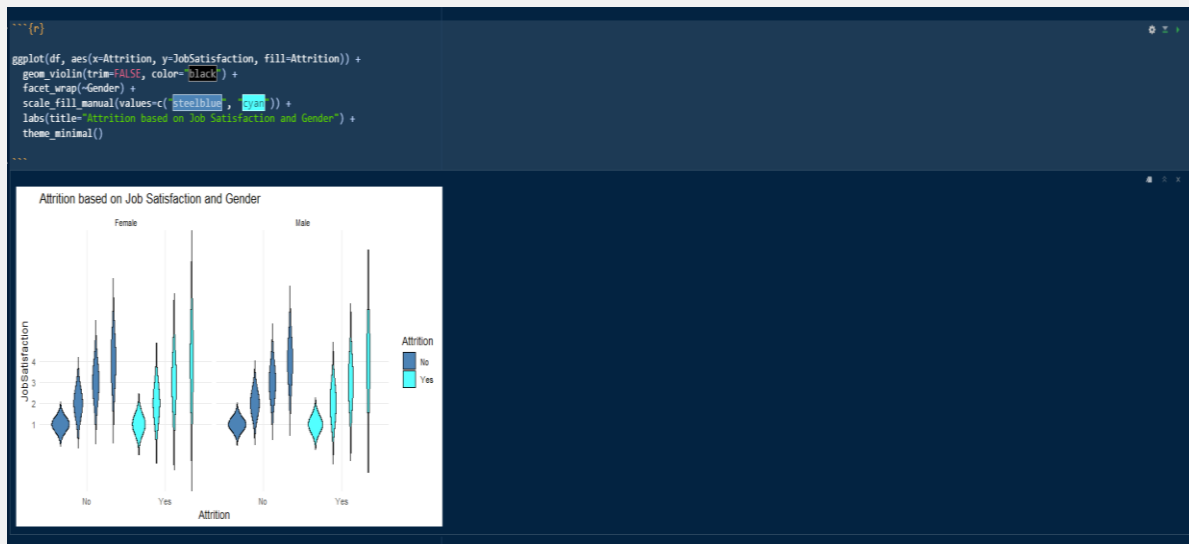 ```{r}
ggplot(df, aes(x=Attrition, y=JobSatisfaction, fill=Attrition)) +
  geom_violin(trim=FALSE, color="black") +
  facet_wrap(~Gender) +
  scale_fill_manual(values=c("steelblue", "cyan")) +
  labs(title="Attrition based on Job Satisfaction and Gender") +
  theme_minimal()
```
Attrition based on Job Satisfaction and Gender
Female
Male
JobSatisfaction
4
3
2
1
No
Yes
No
Yes
Attrition
Attrition
No
Yes